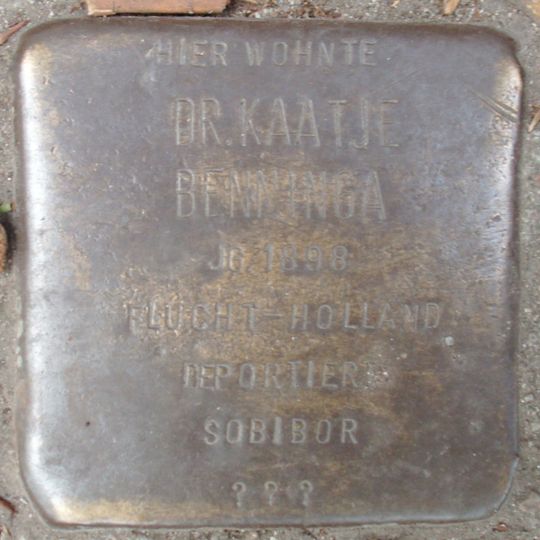 HIER WOHNTE
DR. KAATJE
BENNINGA
JG. 1898
FLUCHT-HOLLAND
DEPORTIERT
SOBIBOR
? ? ?